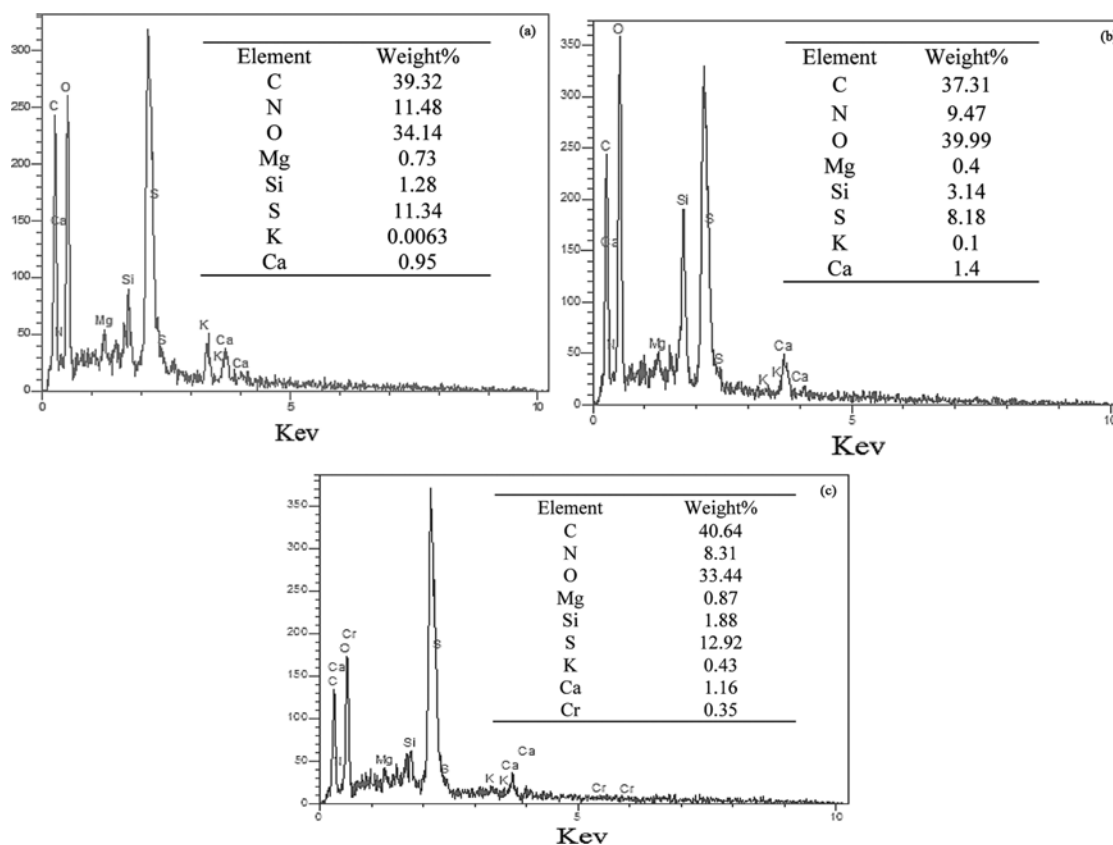 (a)
Element Weight%
C 39.32
N 11.48
O 34.14
Mg 0.73
Si 1.28
S 11.34
K 0.0063
Ca 0.95
300
250
200
150
100
50
0
C
O
Ca
N
Mg
Si
S
S
K
K
Ca
Ca
0 5 10
Kev
(b)
Element Weight%
C 37.31
N 9.47
O 39.99
Mg 0.4
Si 3.14
S 8.18
K 0.1
Ca 1.4
350
300
250
200
150
100
50
0
O
C
Si
S
Mg
S
K
K
Ca
Ca
0 5 10
Kev
(c)
Element Weight%
C 40.64
N 8.31
O 33.44
Mg 0.87
Si 1.88
S 12.92
K 0.43
Ca 1.16
Cr 0.35
350
300
250
200
150
100
50
0
Cr
O
Ca
C
Mg
Si
S
S
K
K
Ca
Ca
Cr Cr
0 5 10
Kev